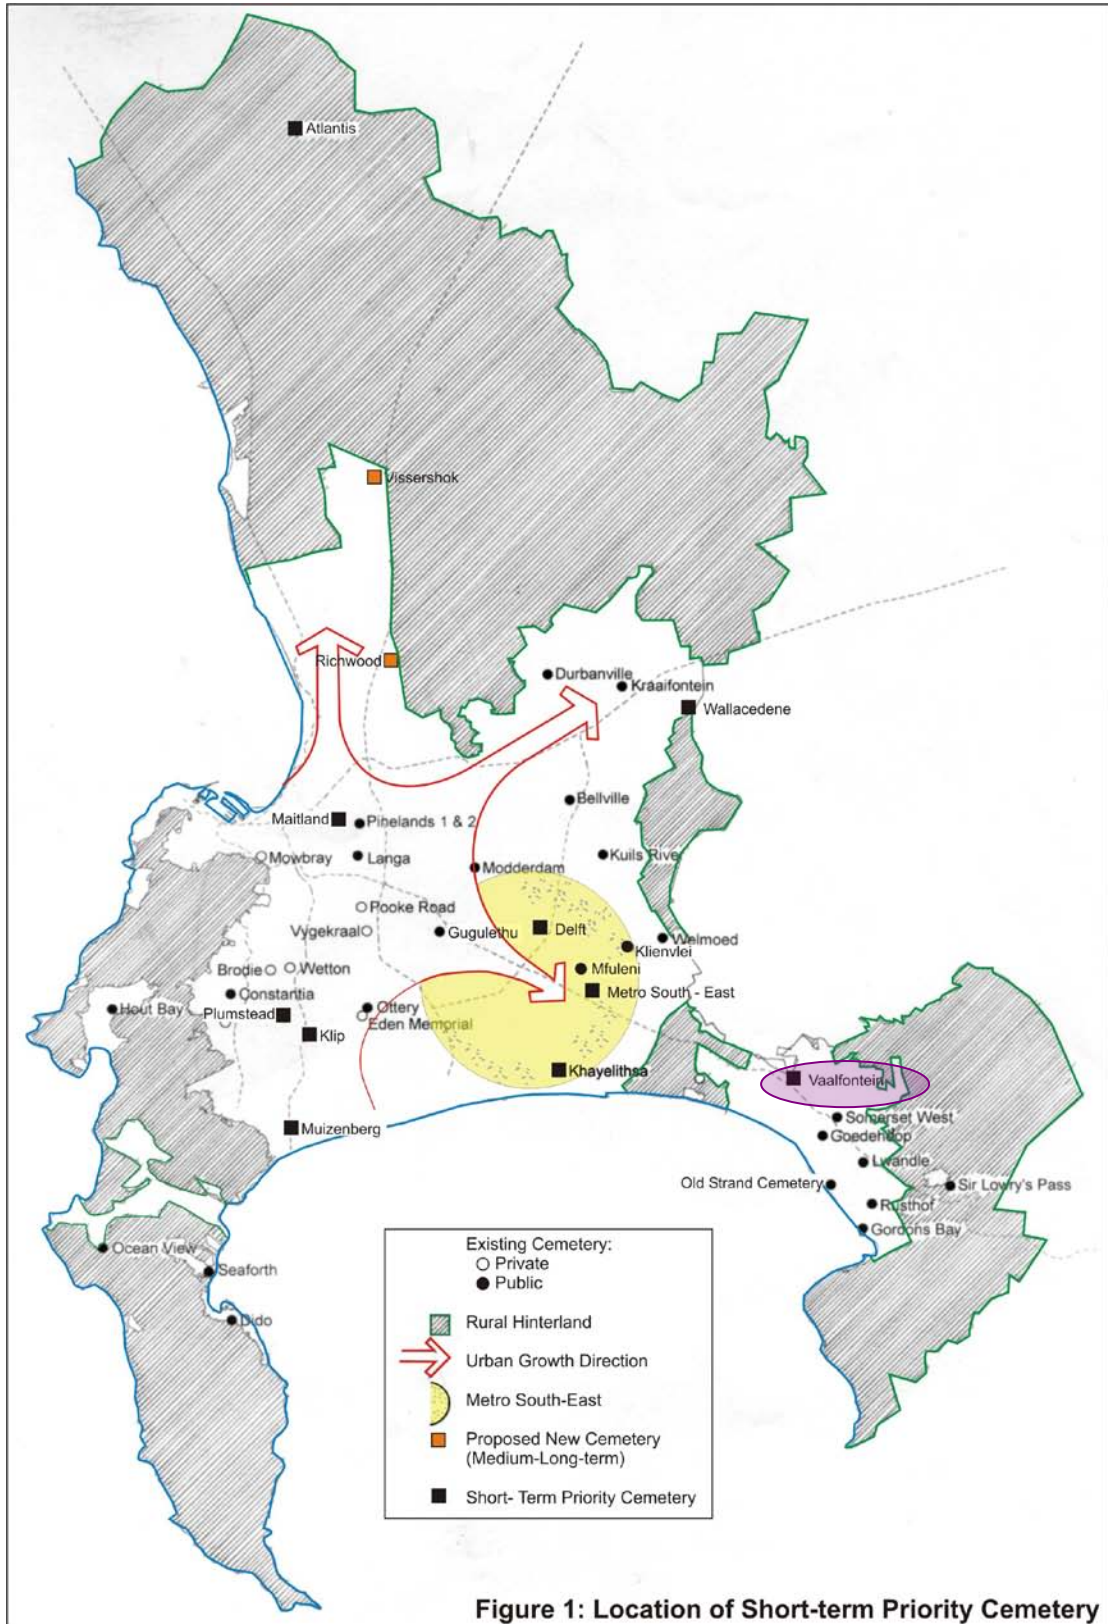 Atlantis
Vissershok
Richwood
Durbanville
Kraaifontein
Wallacedene
Bellville
Maitland
Pinelands 1 & 2
Mowbray
Langa
Modderdam
Kuils River
Pooke Road
Vygekraal
Gugulethu
Delft
Welmoed
Klienvlei
Brodie
Wetton
Mfuleni
Constantia
Metro South - East
Hout Bay
Plumstead
Ottery
Eden Memorial
Klip
Khayelithsa
Vaalfontein
Muizenberg
Somerset West
Goedehoop
Lwandle
Old Strand Cemetery
Sir Lowry's Pass
Rusthof
Gordons Bay
Ocean View
Seaforth
Dido
Existing Cemetery:
Private
Public
Rural Hinterland
Urban Growth Direction
Metro South-East
Proposed New Cemetery
(Medium-Long-term)
Short- Term Priority Cemetery
Figure 1: Location of Short-term Priority Cemetery